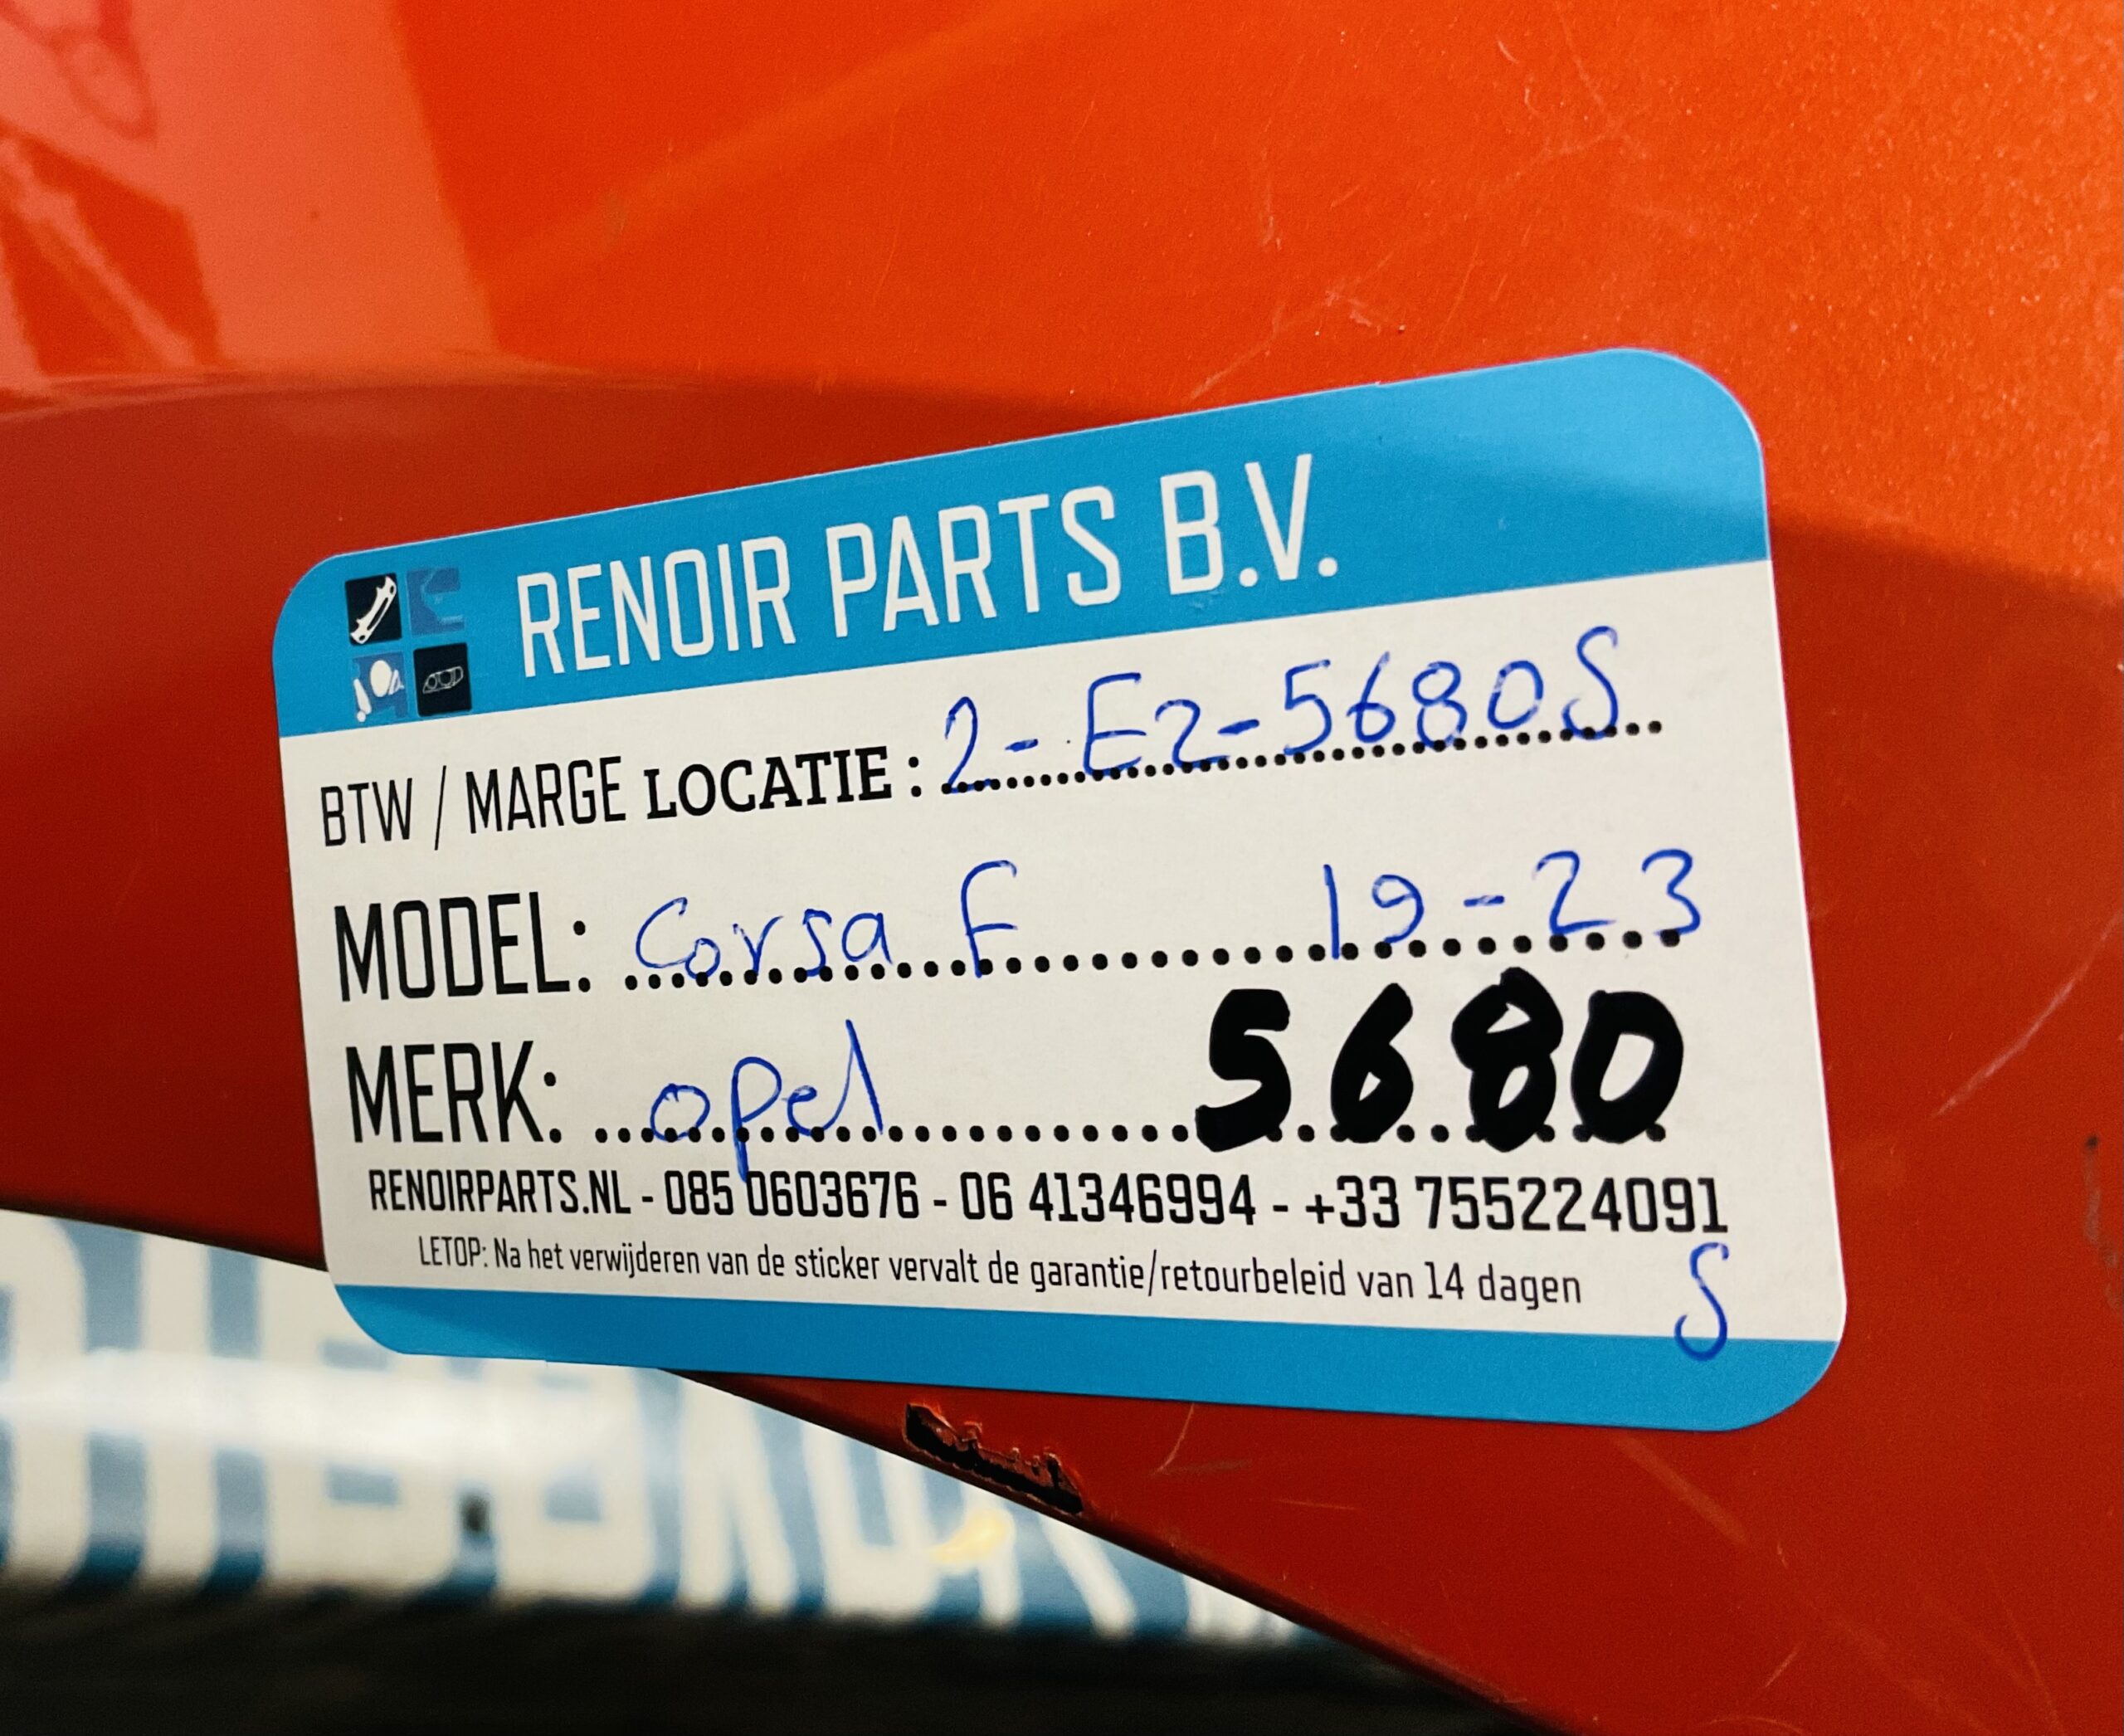 RENOIR PARTS B.V.
BTW / MARGE LOCATIE : 2-E2-5680S
MODEL: Corsa F 19-23
MERK: opel 5680
RENOIRPARTS.NL - 085 0603676 - 06 41346994 - +33 755224091
LETOP: Na het verwijderen van de sticker vervalt de garantie/retourbeleid van 14 dagen
S